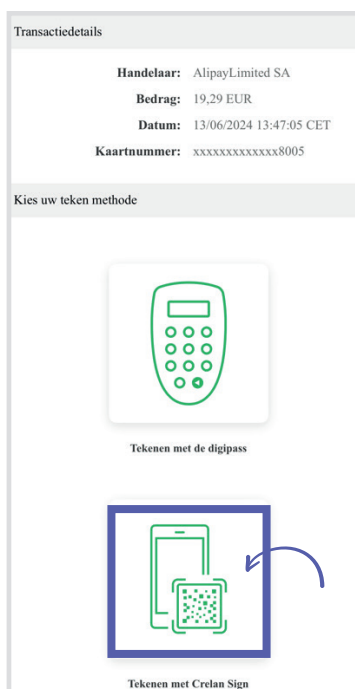 Transactiedetails
Handelaar: AlipayLimited SA
Bedrag: 19,29 EUR
Datum: 13/06/2024 13:47:05 CET
Kaartnummer: xxxxxxxxxxxxx8005
Kies uw teken methode
Tekenen met de digipass
Tekenen met Crelan Sign